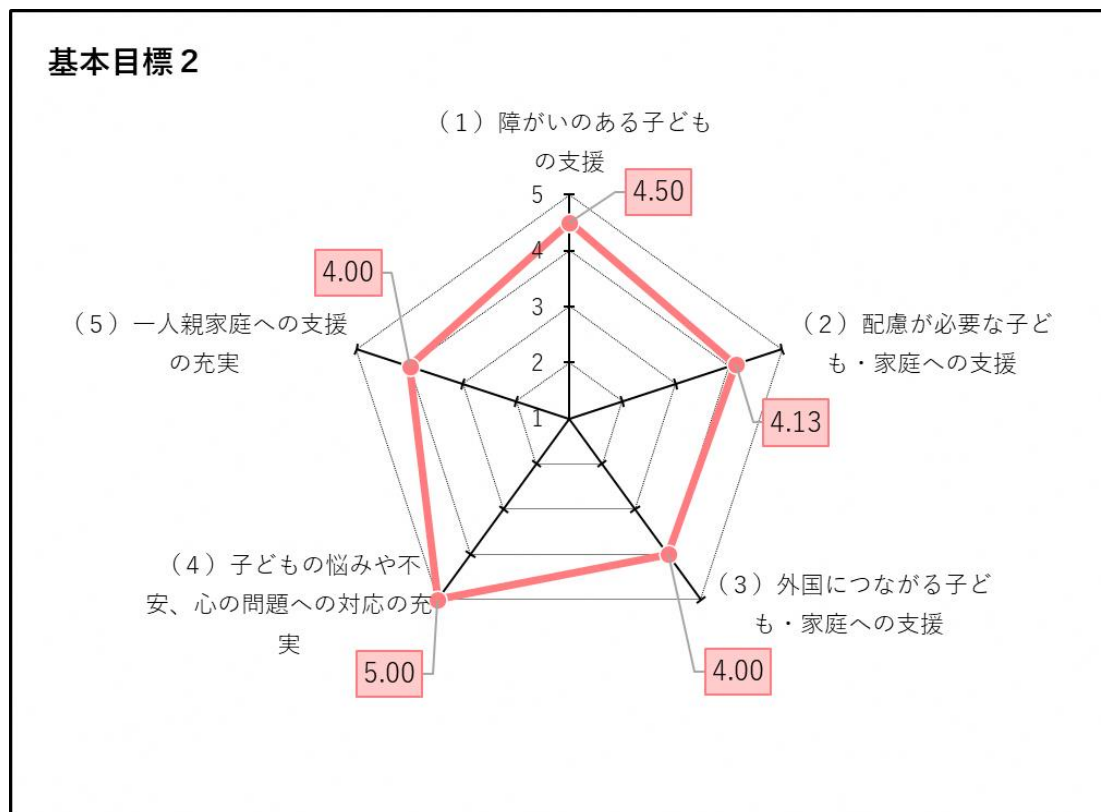 基本目標２
（１）障がいのある子ども
の支援
4.50
5
4
3
2
1
（２）配慮が必要な子ど
も・家庭への支援
4.13
（３）外国につながる子ど
も・家庭への支援
4.00
（４）子どもの悩みや不
安、心の問題への対応の充
実
5.00
（５）一人親家庭への支援
の充実
4.00